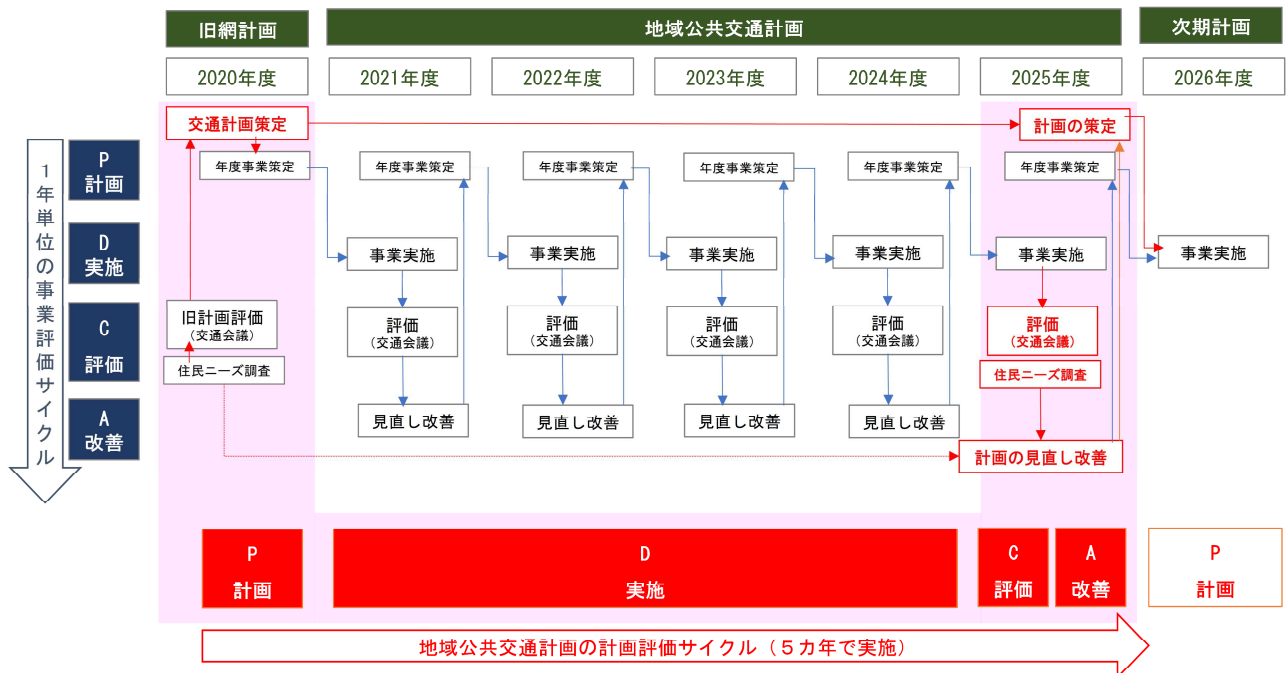 旧網計画
地域公共交通計画
次期計画
2020年度
2021年度
2022年度
2023年度
2024年度
2025年度
2026年度
交通計画策定
計画の策定
1年単位の事業評価サイクル
P
計画
年度事業策定
年度事業策定
年度事業策定
年度事業策定
年度事業策定
年度事業策定
D
実施
事業実施
事業実施
事業実施
事業実施
事業実施
事業実施
C
評価
旧計画評価
(交通会議)
評価
(交通会議)
評価
(交通会議)
評価
(交通会議)
評価
(交通会議)
評価
(交通会議)
住民ニーズ調査
住民ニーズ調査
A
改善
見直し改善
見直し改善
見直し改善
見直し改善
計画の見直し改善
P
計画
D
実施
C
評価
A
改善
P
計画
地域公共交通計画の計画評価サイクル（５カ年で実施）